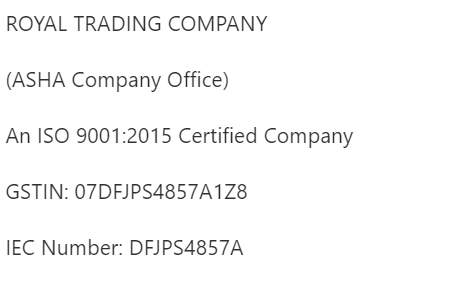 ROYAL TRADING COMPANY
(ASHA Company Office)
An ISO 9001:2015 Certified Company
GSTIN: 07DFJPS4857A1Z8
IEC Number: DFJPS4857A